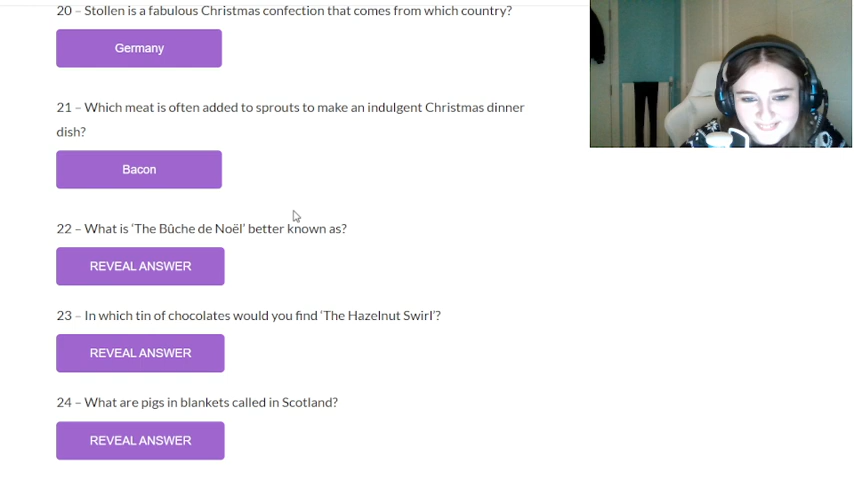 20 – Stollen is a fabulous Christmas confection that comes from which country?
Germany
21 – Which meat is often added to sprouts to make an indulgent Christmas dinner
dish?
Bacon
22 – What is ‘The Bûche de Noël’ better known as?
REVEAL ANSWER
23 – In which tin of chocolates would you find ‘The Hazelnut Swirl’?
REVEAL ANSWER
24 – What are pigs in blankets called in Scotland?
REVEAL ANSWER